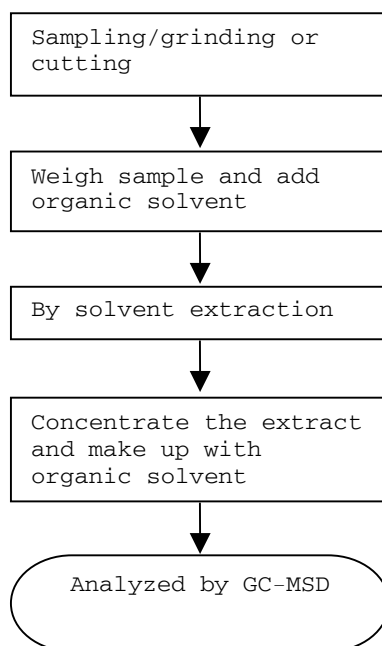 Sampling/grinding or
cutting
Weigh sample and add
organic solvent
By solvent extraction
Concentrate the extract
and make up with
organic solvent
Analyzed by GC-MSD